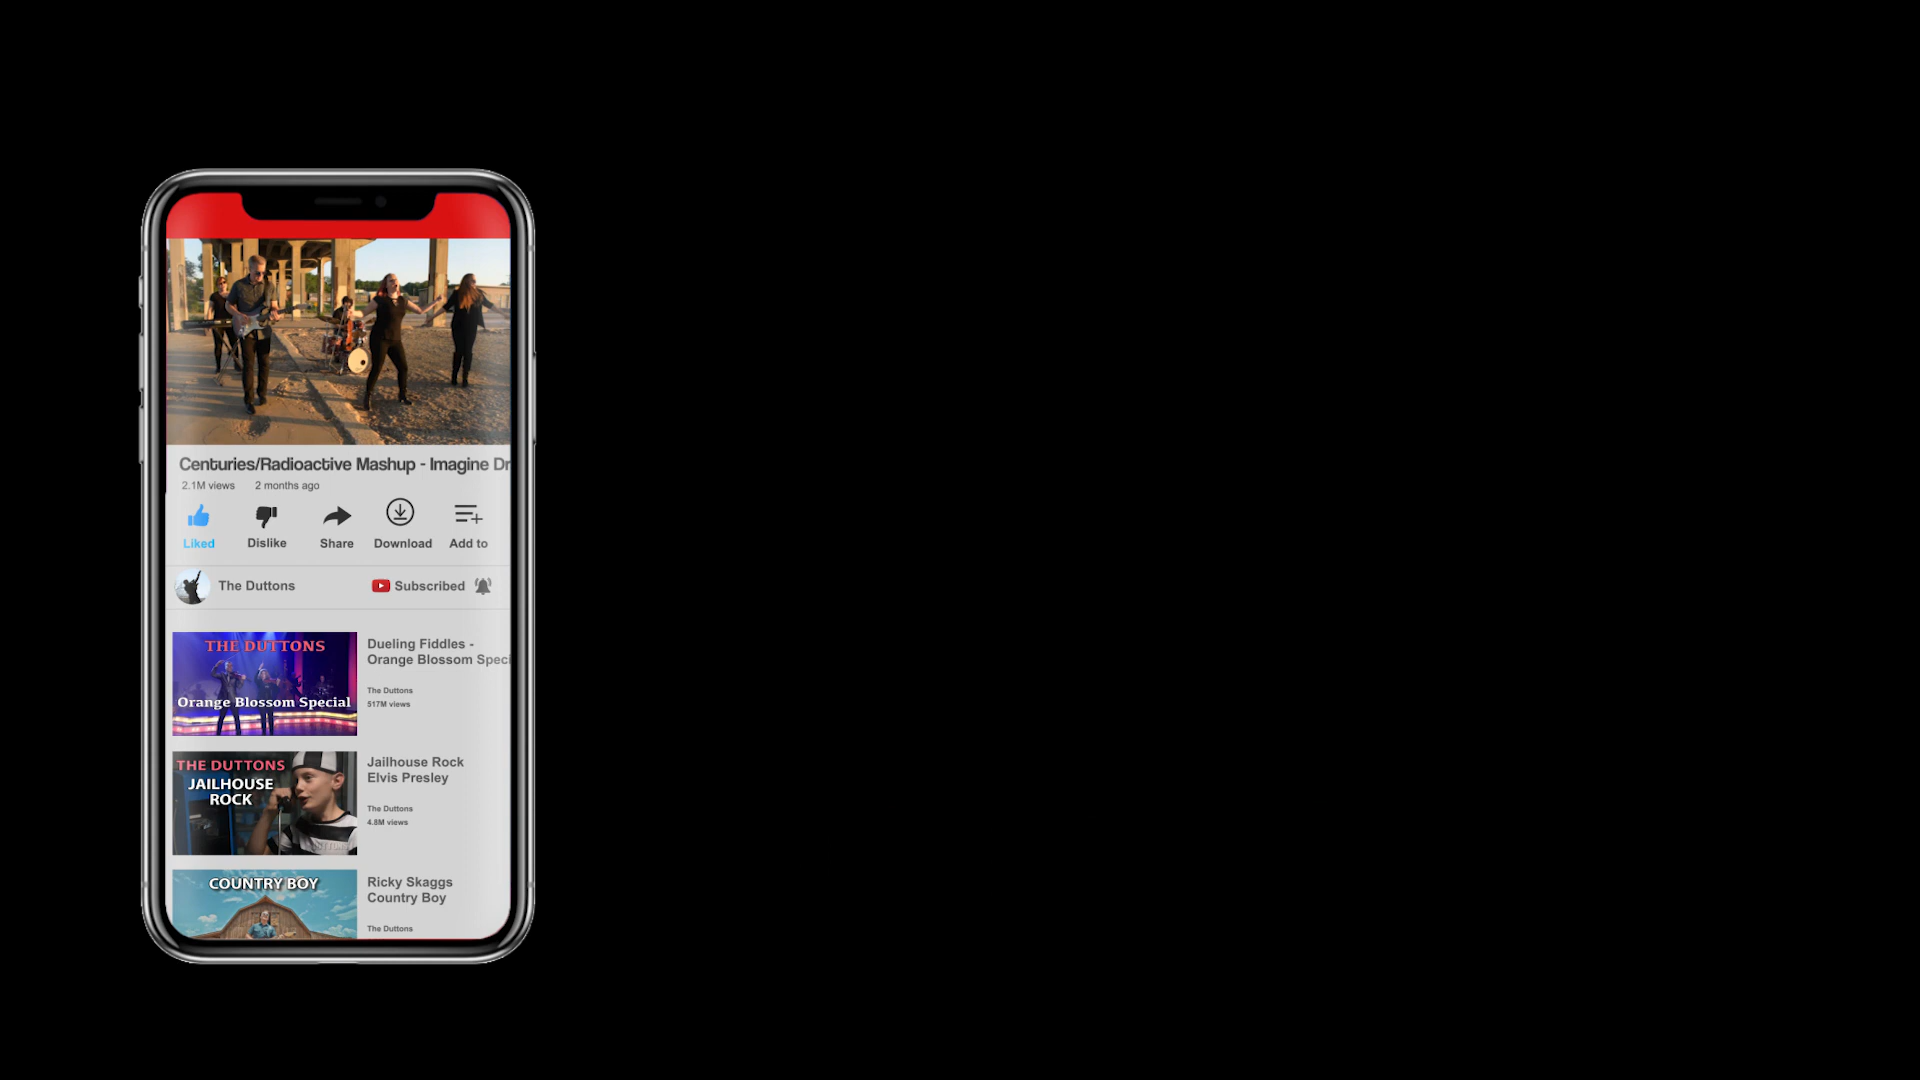 Centuries/Radioactive Mashup - Imagine Dr
2.1M views 2 months ago
Liked Dislike Share Download Add to
The Duttons Subscribed
THE DUTTONS
Orange Blossom Special
Dueling Fiddles -
Orange Blossom Speci
The Duttons
517M views
THE DUTTONS
JAILHOUSE
ROCK
Jailhouse Rock
Elvis Presley
The Duttons
4.8M views
COUNTRY BOY
Ricky Skaggs
Country Boy
The Duttons